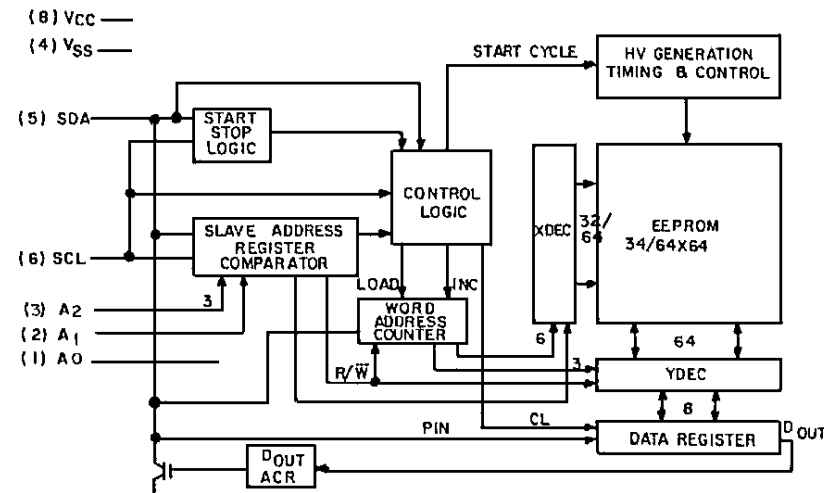 (8) VCC
(4) VSS
START CYCLE
HV GENERATION
TIMING & CONTROL
(5) SDA
START
STOP
LOGIC
CONTROL
LOGIC
XDEC
32/
64
EEPROM
34/64X64
SLAVE ADDRESS
REGISTER
COMPARATOR
(6) SCL
LOAD
INC
3
(3) A2
(2) A1
(1) A0
WORD
ADDRESS
COUNTER
6
64
R/W̅
3
YDEC
8
PIN
CL
DATA REGISTER
DOUT
DOUT
ACR